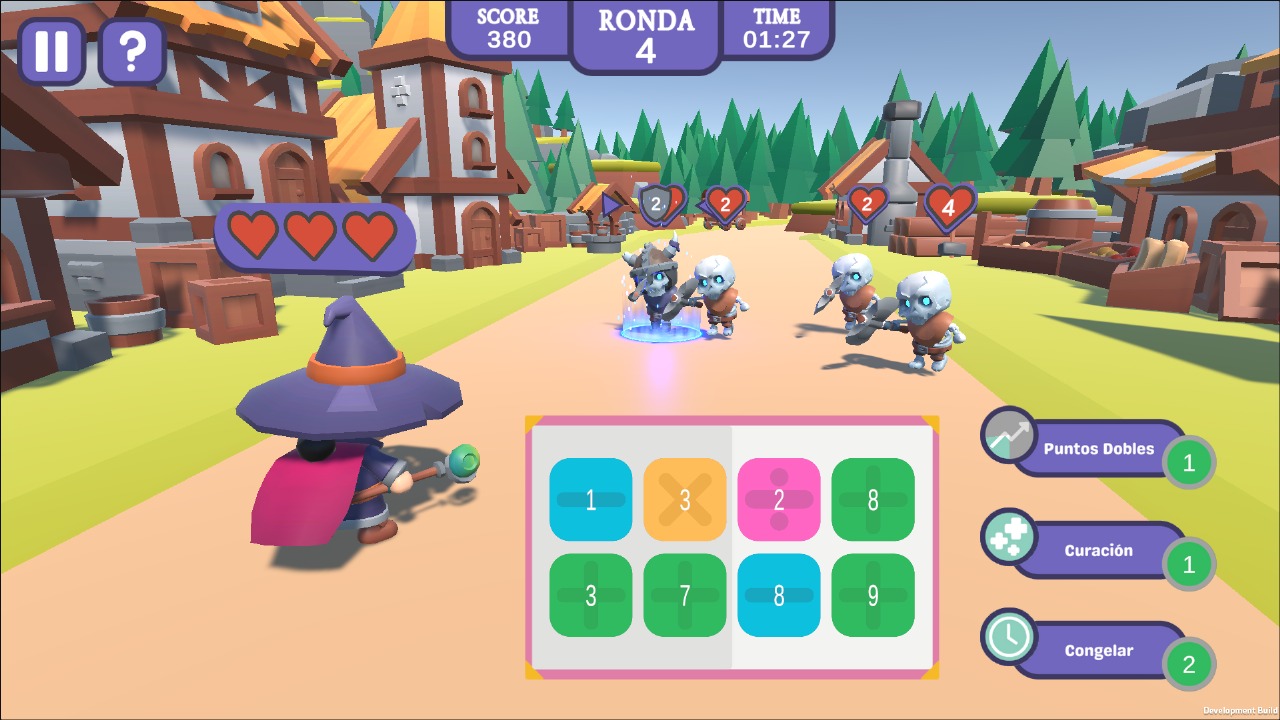 SCORE
380
RONDA
4
TIME
01:27
?
2
2
2
4
1
3
2
8
3
7
8
9
Puntos Dobles
1
Curación
1
Congelar
2
Development Build